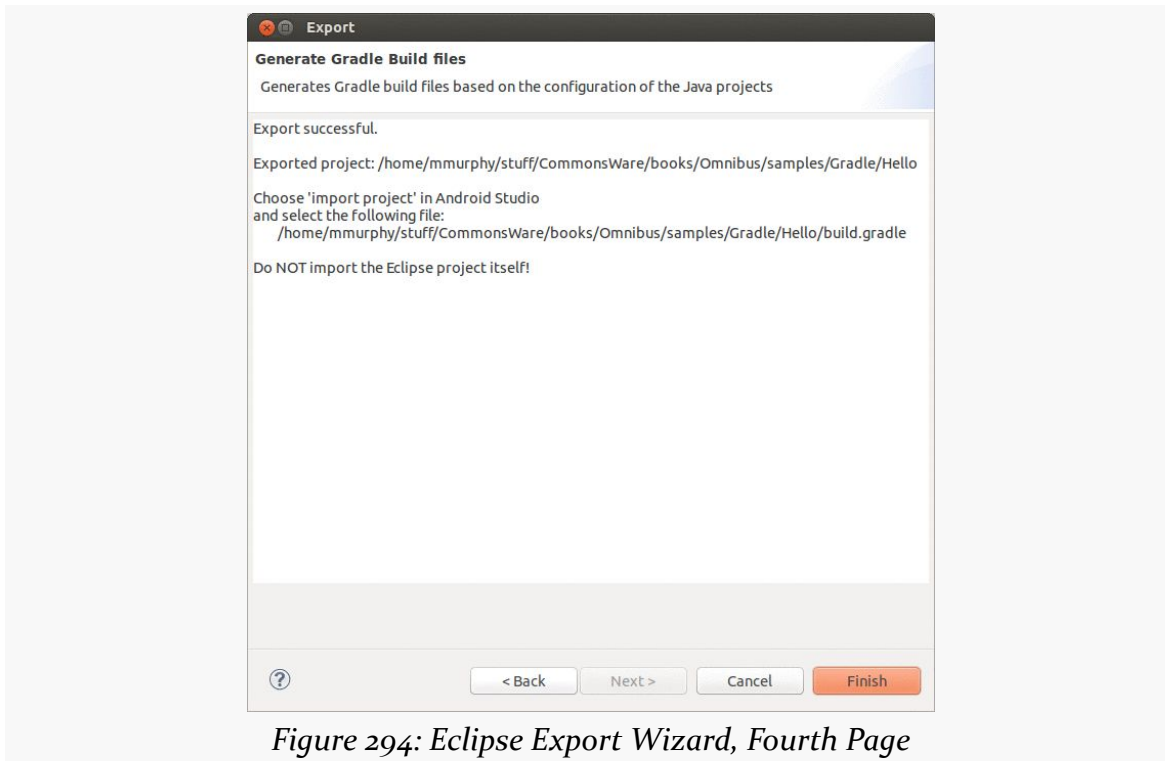 Export
Generate Gradle Build files
Generates Gradle build files based on the configuration of the Java projects
Export successful.
Exported project: /home/mmurphy/stuff/CommonsWare/books/Omnibus/samples/Gradle/Hello
Choose 'import project' in Android Studio
and select the following file:
/home/mmurphy/stuff/CommonsWare/books/Omnibus/samples/Gradle/Hello/build.gradle
Do NOT import the Eclipse project itself!
?
< Back
Next >
Cancel
Finish
Figure 294: Eclipse Export Wizard, Fourth Page